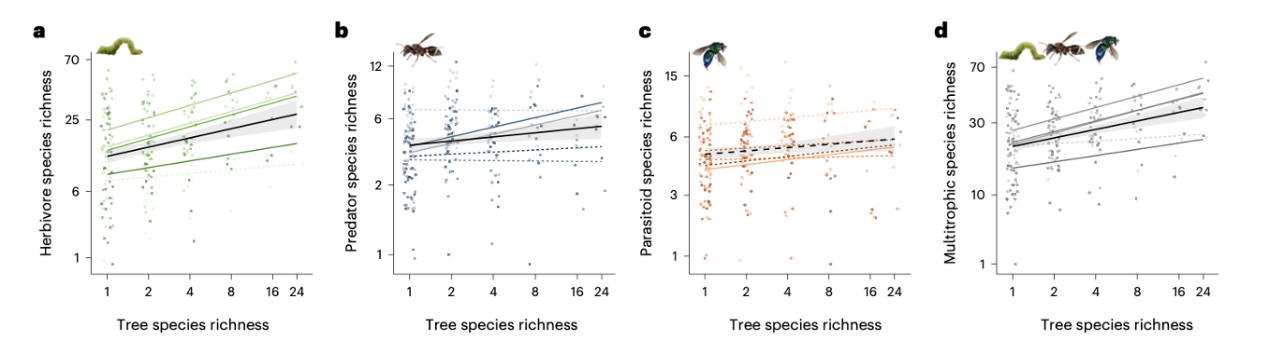 a
Herbivore species richness
70
25
6
1
1 2 4 8 16 24
Tree species richness
b
Predator species richness
12
6
2
1
1 2 4 8 16 24
Tree species richness
c
Parasitoid species richness
15
6
3
1
1 2 4 8 16 24
Tree species richness
d
Multitrophic species richness
70
30
10
1
1 2 4 8 16 24
Tree species richness